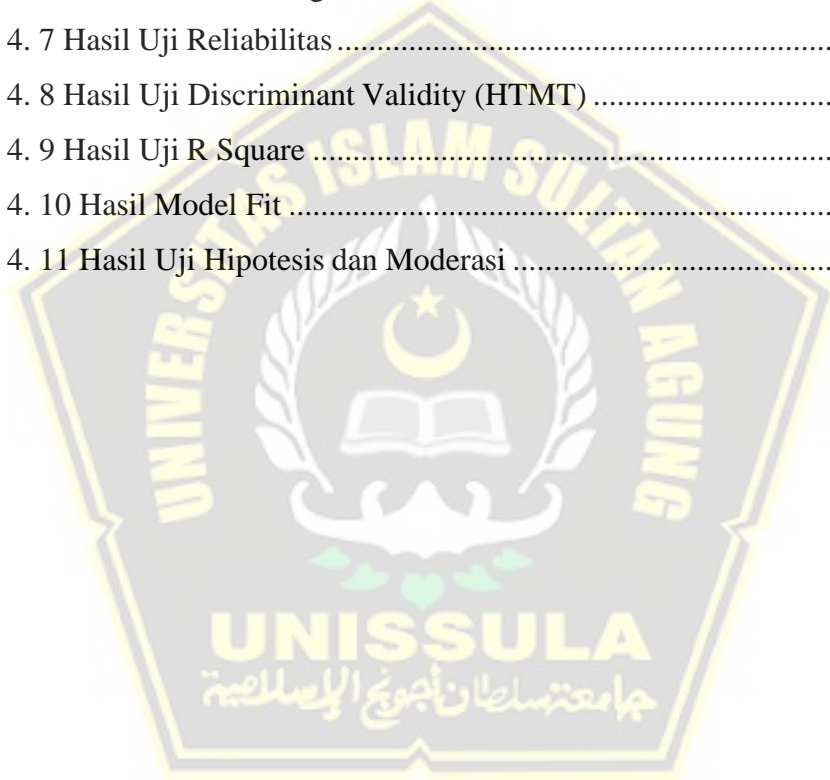 4. 7 Hasil Uji Reliabilitas ........................................................................
4. 8 Hasil Uji Discriminant Validity (HTMT) ....................................
4. 9 Hasil Uji R Square ..........................................................................
4. 10 Hasil Model Fit .............................................................................
4. 11 Hasil Uji Hipotesis dan Moderasi ................................................
UNIVERSITAS ISLAM SULTAN AGUNG
UNISSULA
جامعة سلطان أجونج الإسلامية